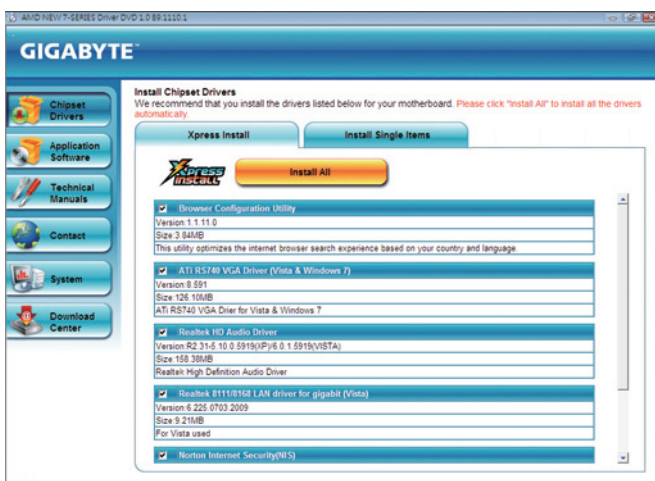 AMD NEW 7-SERIES Driver DVD 1.0 B9.1110.1
GIGABYTE™
Chipset
Drivers
Application
Software
Technical
Manuals
Contact
System
Download
Center
Install Chipset Drivers
We recommend that you install the drivers listed below for your motherboard. Please click "Install All" to install all the drivers
automatically.
Xpress Install
Install Single Items
Xpress
INSTALL
Install All
Browser Configuration Utility
Version:1.1.11.0
Size:3.84MB
This utility optimizes the internet browser search experience based on your country and language.
ATi RS740 VGA Driver (Vista & Windows 7)
Version:8.591
Size:126.10MB
ATi RS740 VGA Drier for Vista & Windows 7
Realtek HD Audio Driver
Version:R2.31-5.10.0.5919(XP)/6.0.1.5919(VISTA)
Size:158.38MB
Realtek High Definition Audio Driver
Realtek 8111/8168 LAN driver for gigabit (Vista)
Version:6.225.0703.2009
Size:9.21MB
For Vista used
Norton Internet Security(NIS)